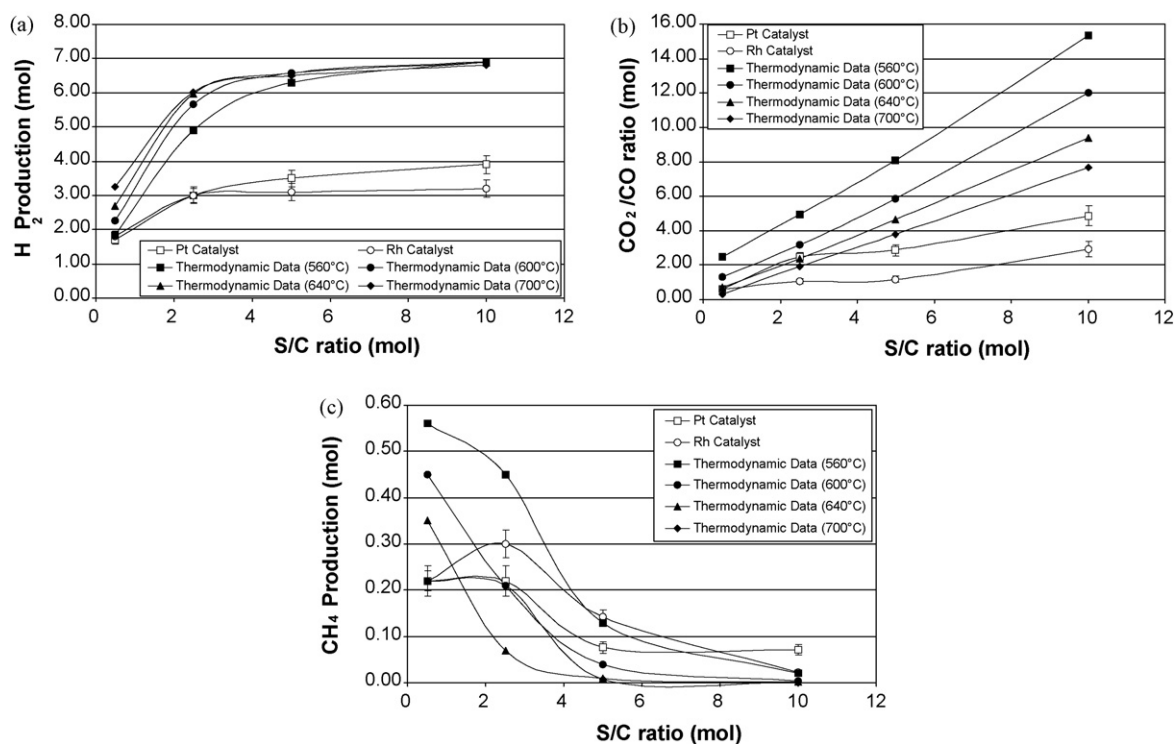 (a)
8.00
7.00
6.00
5.00
4.00
3.00
2.00
1.00
0.00
H2 Production (mol)
Pt Catalyst
Rh Catalyst
Thermodynamic Data (560°C)
Thermodynamic Data (600°C)
Thermodynamic Data (640°C)
Thermodynamic Data (700°C)
0 2 4 6 8 10 12
S/C ratio (mol)
(b)
16.00
14.00
12.00
10.00
8.00
6.00
4.00
2.00
0.00
CO2/CO ratio (mol)
Pt Catalyst
Rh Catalyst
Thermodynamic Data (560°C)
Thermodynamic Data (600°C)
Thermodynamic Data (640°C)
Thermodynamic Data (700°C)
0 2 4 6 8 10 12
S/C ratio (mol)
(c)
0.60
0.50
0.40
0.30
0.20
0.10
0.00
CH4 Production (mol)
Pt Catalyst
Rh Catalyst
Thermodynamic Data (560°C)
Thermodynamic Data (600°C)
Thermodynamic Data (640°C)
Thermodynamic Data (700°C)
0 2 4 6 8 10 12
S/C ratio (mol)